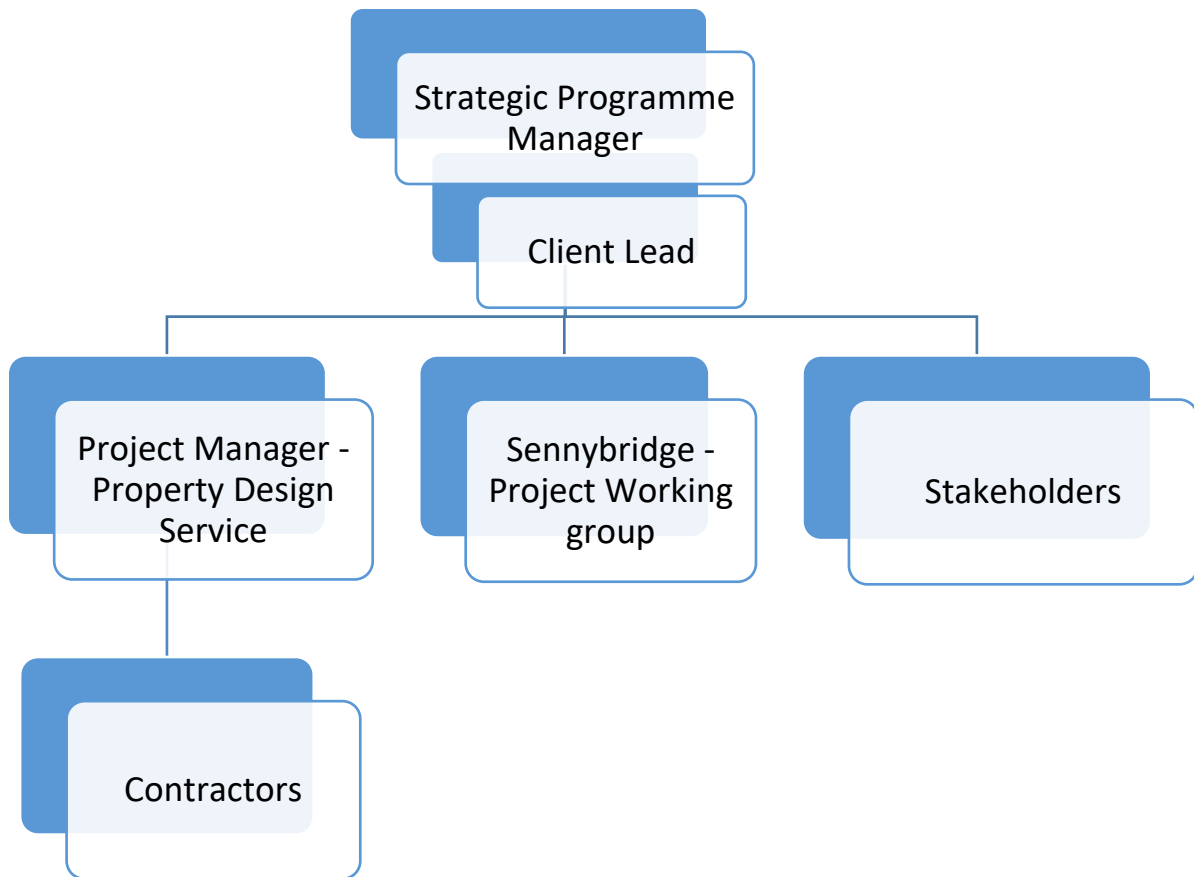 Strategic Programme
Manager
Client Lead
Project Manager -
Property Design
Service
Sennybridge -
Project Working
group
Stakeholders
Contractors